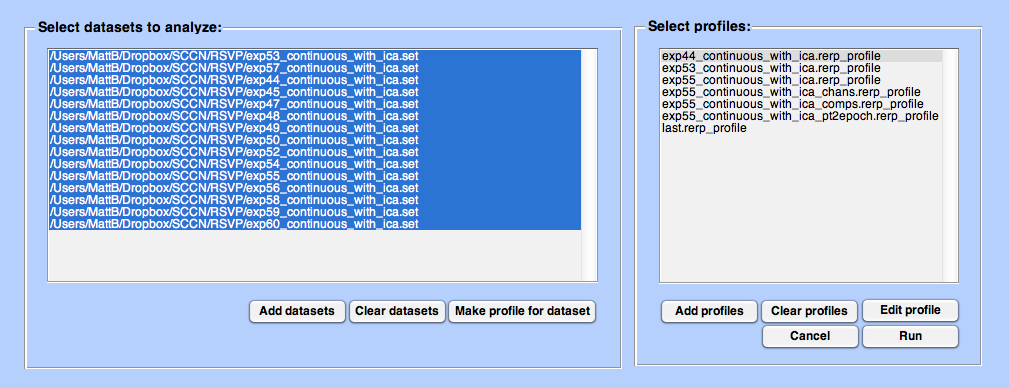 Select datasets to analyze:
/Users/MattB/Dropbox/SCCN/RSVP/exp53_continuous_with_ica.set
/Users/MattB/Dropbox/SCCN/RSVP/exp57_continuous_with_ica.set
/Users/MattB/Dropbox/SCCN/RSVP/exp44_continuous_with_ica.set
/Users/MattB/Dropbox/SCCN/RSVP/exp45_continuous_with_ica.set
/Users/MattB/Dropbox/SCCN/RSVP/exp47_continuous_with_ica.set
/Users/MattB/Dropbox/SCCN/RSVP/exp48_continuous_with_ica.set
/Users/MattB/Dropbox/SCCN/RSVP/exp49_continuous_with_ica.set
/Users/MattB/Dropbox/SCCN/RSVP/exp50_continuous_with_ica.set
/Users/MattB/Dropbox/SCCN/RSVP/exp52_continuous_with_ica.set
/Users/MattB/Dropbox/SCCN/RSVP/exp54_continuous_with_ica.set
/Users/MattB/Dropbox/SCCN/RSVP/exp55_continuous_with_ica.set
/Users/MattB/Dropbox/SCCN/RSVP/exp56_continuous_with_ica.set
/Users/MattB/Dropbox/SCCN/RSVP/exp58_continuous_with_ica.set
/Users/MattB/Dropbox/SCCN/RSVP/exp59_continuous_with_ica.set
/Users/MattB/Dropbox/SCCN/RSVP/exp60_continuous_with_ica.set
Add datasets
Clear datasets
Make profile for dataset
Select profiles:
exp44_continuous_with_ica.rerp_profile
exp53_continuous_with_ica.rerp_profile
exp55_continuous_with_ica.rerp_profile
exp55_continuous_with_ica_chans.rerp_profile
exp55_continuous_with_ica_comps.rerp_profile
exp55_continuous_with_ica_pt2epoch.rerp_profile
last.rerp_profile
Add profiles
Clear profiles
Edit profile
Cancel
Run